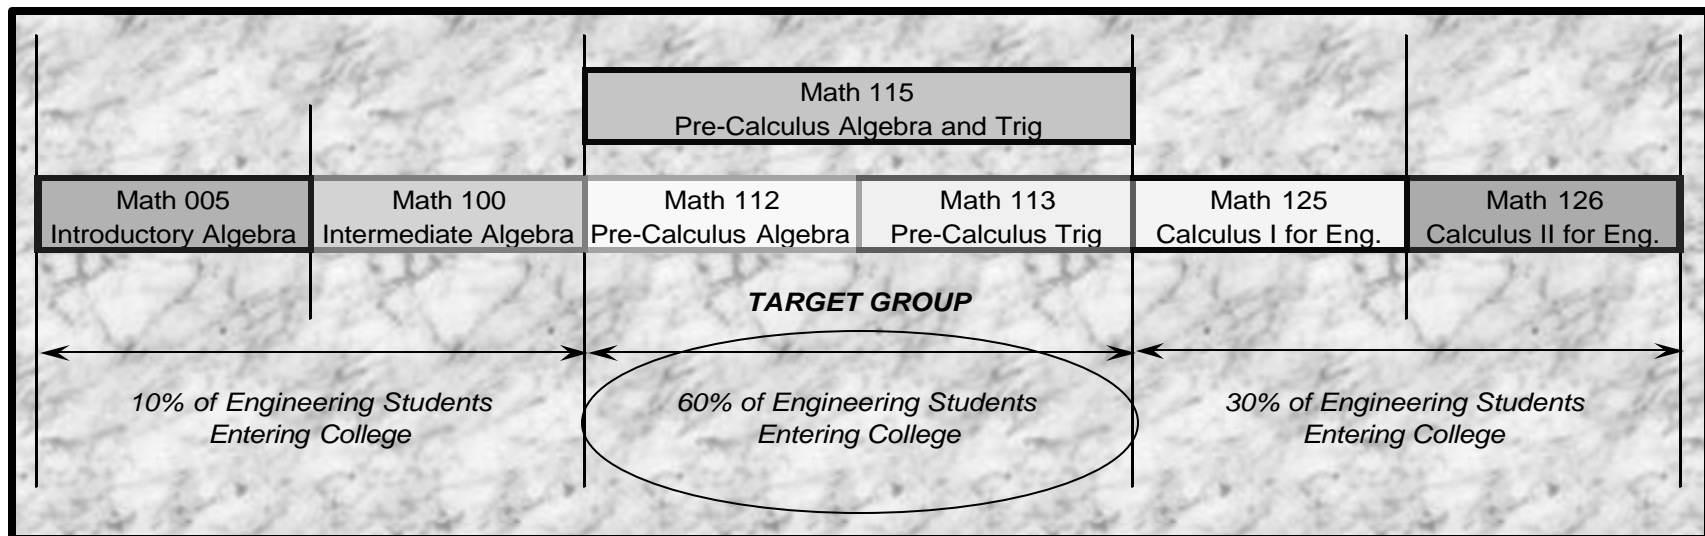 Math 115
Pre-Calculus Algebra and Trig
Math 005
Introductory Algebra
Math 100
Intermediate Algebra
Math 112
Pre-Calculus Algebra
Math 113
Pre-Calculus Trig
Math 125
Calculus I for Eng.
Math 126
Calculus II for Eng.
TARGET GROUP
10% of Engineering Students
Entering College
60% of Engineering Students
Entering College
30% of Engineering Students
Entering College